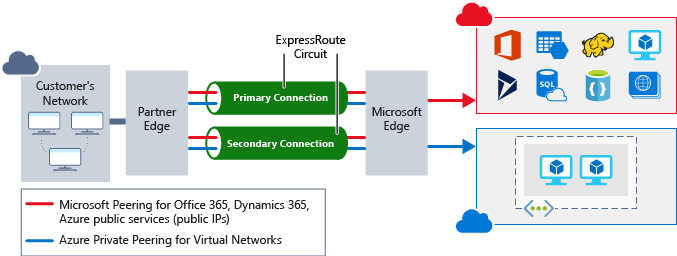 ExpressRoute
Circuit
Customer's
Network
Partner
Edge
Primary Connection
Secondary Connection
Microsoft
Edge
SQL
Microsoft Peering for Office 365, Dynamics 365,
Azure public services (public IPs)
Azure Private Peering for Virtual Networks